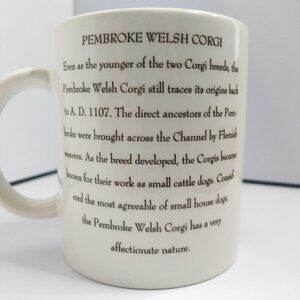 PEMBROKE WELSH CORGI
Even as the younger of the two Corgi breeds, the
Pembroke Welsh Corgi still traces its origins back
to A. D. 1107. The direct ancestors of the Pem-
broke were brought across the Channel by Flemish
weavers. As the breed developed, the Corgis became
known for their work as small cattle dogs. Consid-
ered the most agreeable of small house dogs,
the Pembroke Welsh Corgi has a very
affectionate nature.